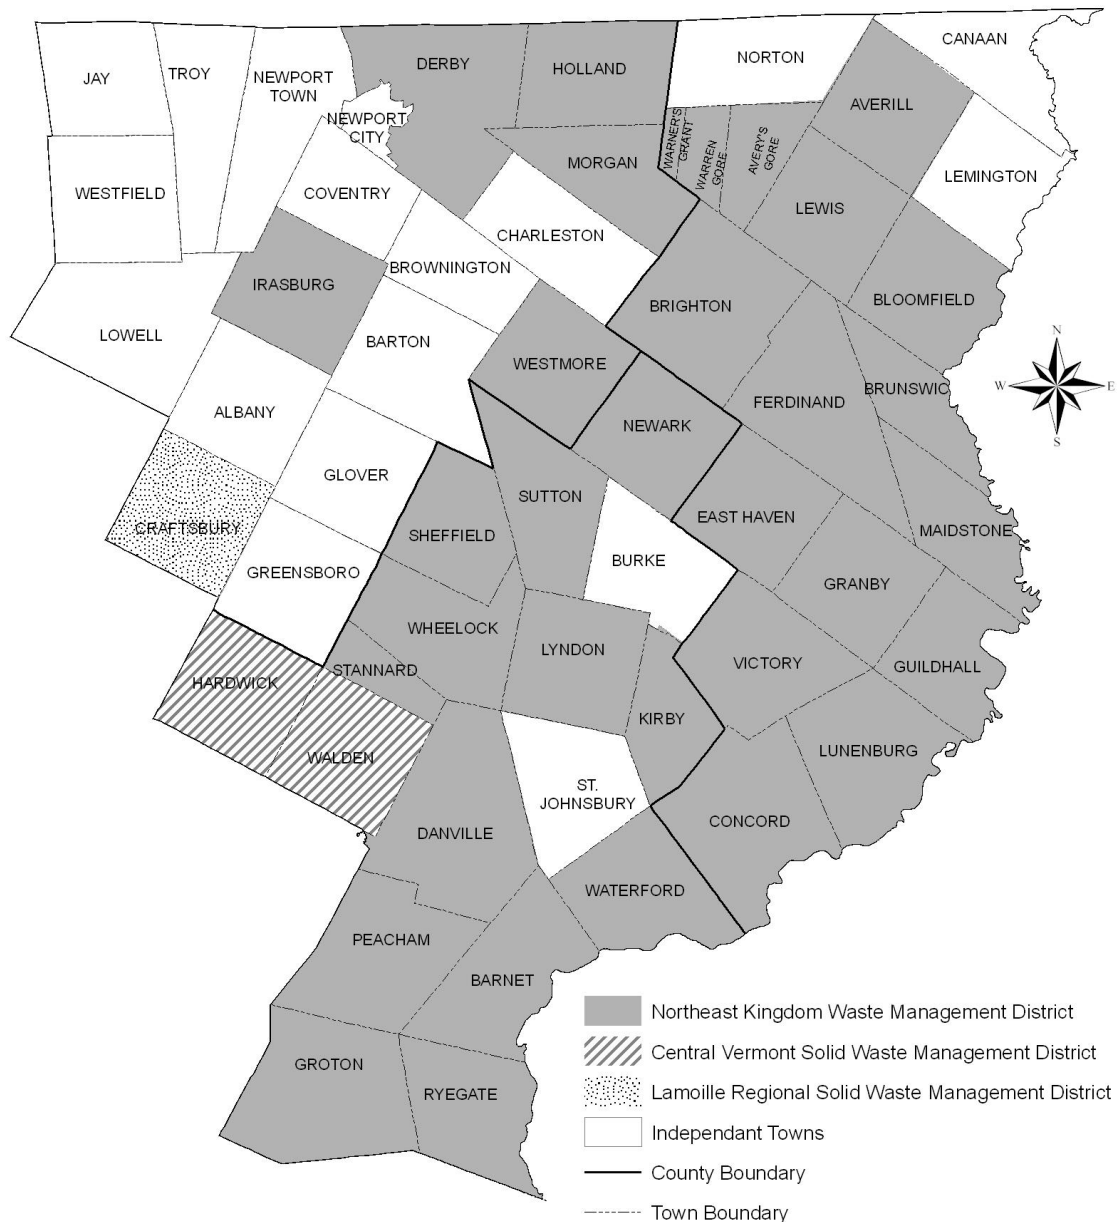 CANAAN
NORTON
DERBY
HOLLAND
JAY
TROY
NEWPORT
TOWN
AVERILL
NEWPORT
CITY
WARNER'S
GRANT
WARREN
GORE
AVERY'S
GORE
MORGAN
LEMINGTON
WESTFIELD
COVENTRY
LEWIS
CHARLESTON
BROWNINGTON
IRASBURG
BLOOMFIELD
BRIGHTON
LOWELL
BARTON
N
W
E
S
WESTMORE
BRUNSWIC
FERDINAND
ALBANY
NEWARK
GLOVER
SUTTON
EAST HAVEN
CRAFTSBURY
SHEFFIELD
MAIDSTONE
BURKE
GREENSBORO
GRANBY
WHEELOCK
LYNDON
VICTORY
GUILDHALL
STANNARD
HARDWICK
KIRBY
LUNENBURG
WALDEN
ST.
JOHNSBURY
CONCORD
DANVILLE
WATERFORD
PEACHAM
BARNET
GROTON
RYEGATE
Northeast Kingdom Waste Management District
Central Vermont Solid Waste Management District
Lamoille Regional Solid Waste Management District
Independant Towns
County Boundary
Town Boundary